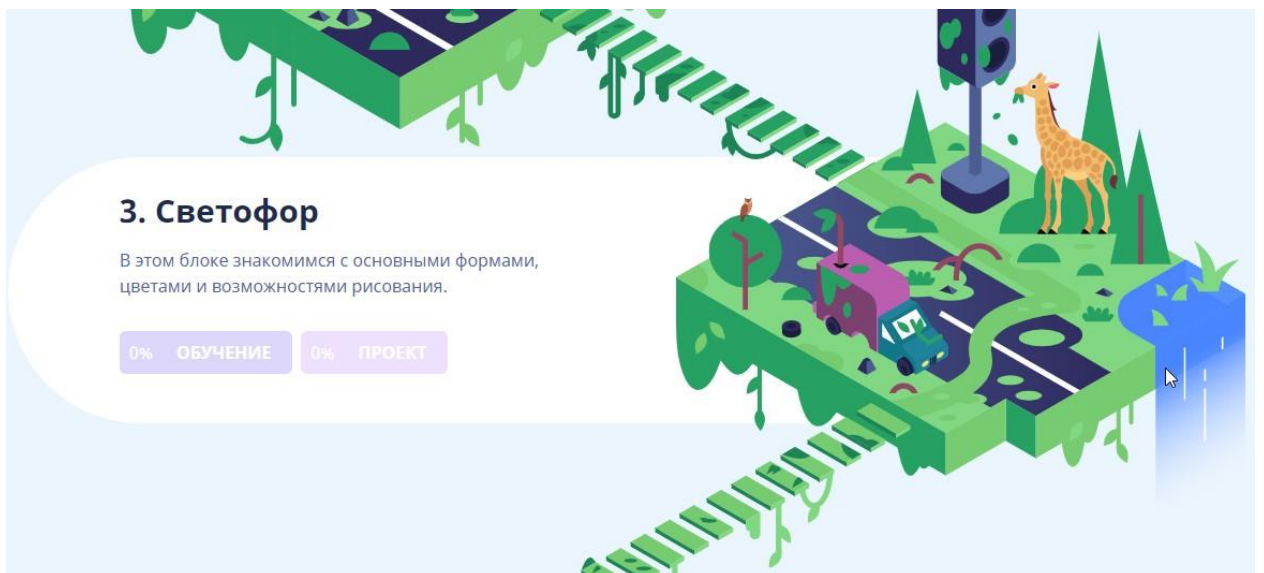 3. Светофор
В этом блоке знакомимся с основными формами,
цветами и возможностями рисования.
0% ОБУЧЕНИЕ 0% ПРОЕКТ